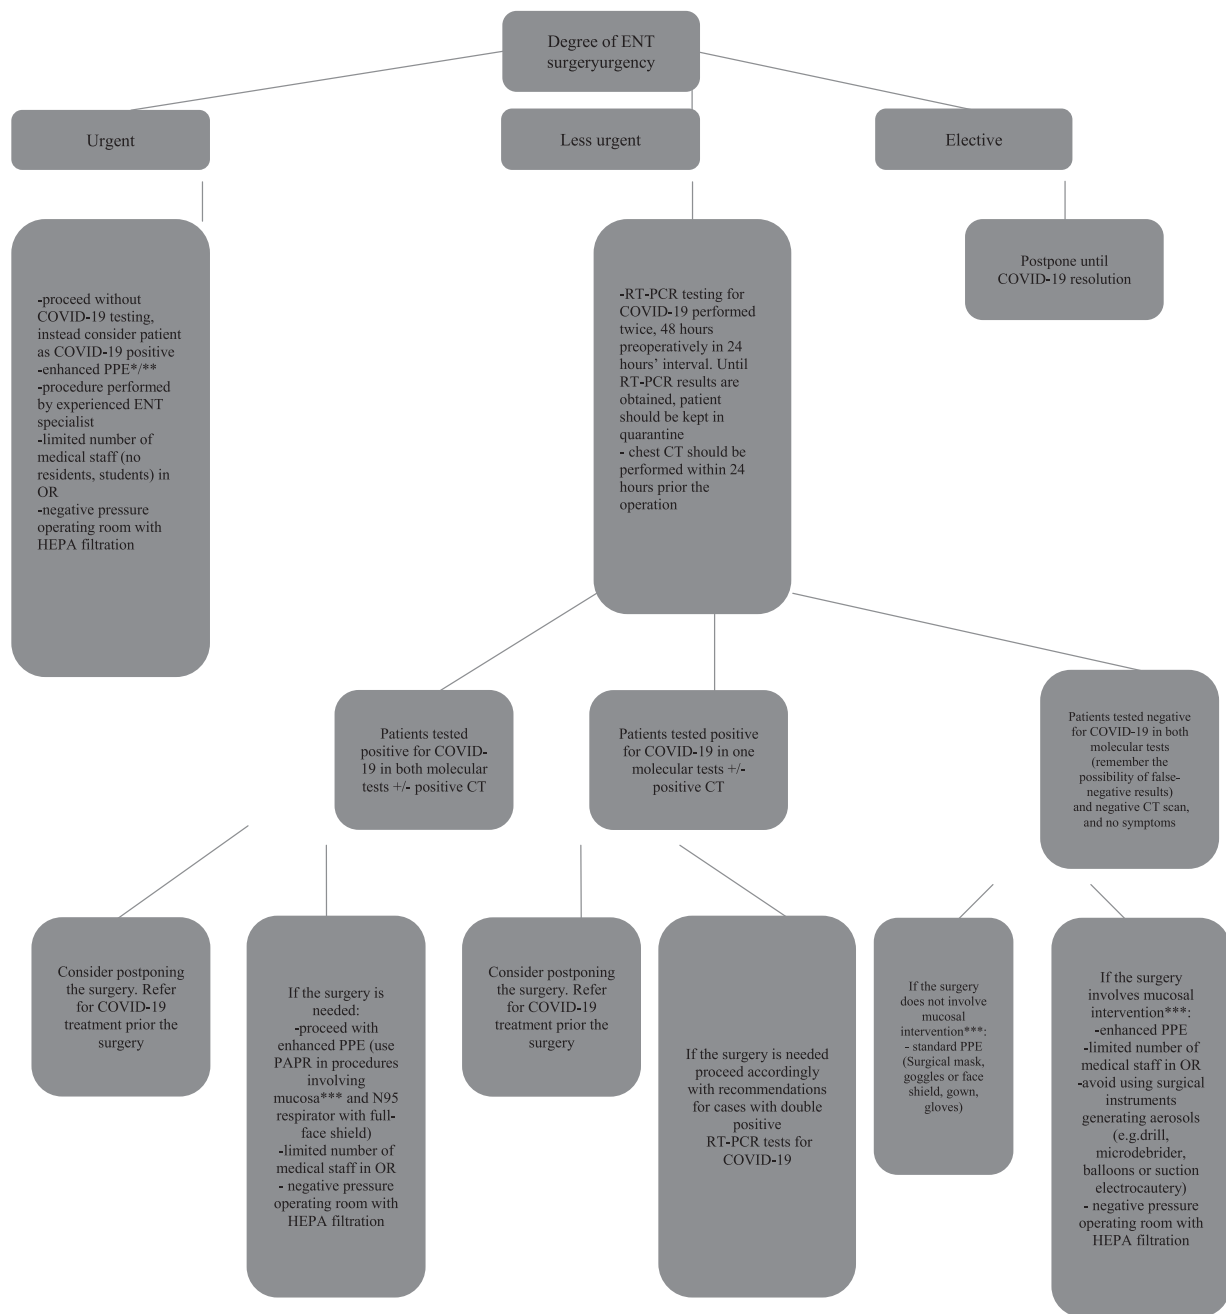 Degree of ENT
surgeryurgency
Urgent
Less urgent
Elective
-proceed without
COVID-19 testing,
instead consider patient
as COVID-19 positive
-enhanced PPE*/**
-procedure performed
by experienced ENT
specialist
-limited number of
medical staff (no
residents, students) in
OR
-negative pressure
operating room with
HEPA filtration
-RT-PCR testing for
COVID-19 performed
twice, 48 hours
preoperatively in 24
hours’ interval. Until
RT-PCR results are
obtained, patient
should be kept in
quarantine
- chest CT should be
performed within 24
hours prior the
operation
Postpone until
COVID-19 resolution
Patients tested
positive for COVID-
19 in both molecular
tests +/- positive CT
Patients tested positive
for COVID-19 in one
molecular tests +/-
positive CT
Patients tested negative
for COVID-19 in both
molecular tests
(remember the
possibility of false-
negative results)
and negative CT scan,
and no symptoms
Consider postponing
the surgery. Refer
for COVID-19
treatment prior the
surgery
If the surgery is
needed:
-proceed with
enhanced PPE (use
PAPR in procedures
involving
mucosa*** and N95
respirator with full-
face shield)
-limited number of
medical staff in OR
- negative pressure
operating room with
HEPA filtration
Consider postponing
the surgery. Refer
for COVID-19
treatment prior the
surgery
If the surgery is needed
proceed accordingly
with recommendations
for cases with double
positive
RT-PCR tests for
COVID-19
If the surgery
does not involve
mucosal
intervention***:
- standard PPE
(Surgical mask,
goggles or face
shield, gown,
gloves)
If the surgery
involves mucosal
intervention***:
-enhanced PPE
-limited number of
medical staff in OR
-avoid using surgical
instruments
generating aerosols
(e.g.drill,
microdebrider,
balloons or suction
electrocautery)
- negative pressure
operating room with
HEPA filtration